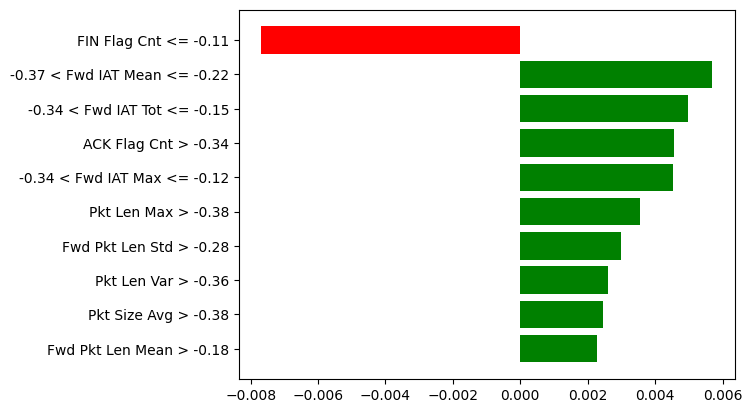 FIN Flag Cnt <= -0.11
-0.37 < Fwd IAT Mean <= -0.22
-0.34 < Fwd IAT Tot <= -0.15
ACK Flag Cnt > -0.34
-0.34 < Fwd IAT Max <= -0.12
Pkt Len Max > -0.38
Fwd Pkt Len Std > -0.28
Pkt Len Var > -0.36
Pkt Size Avg > -0.38
Fwd Pkt Len Mean > -0.18
−0.008 −0.006 −0.004 −0.002 0.000 0.002 0.004 0.006